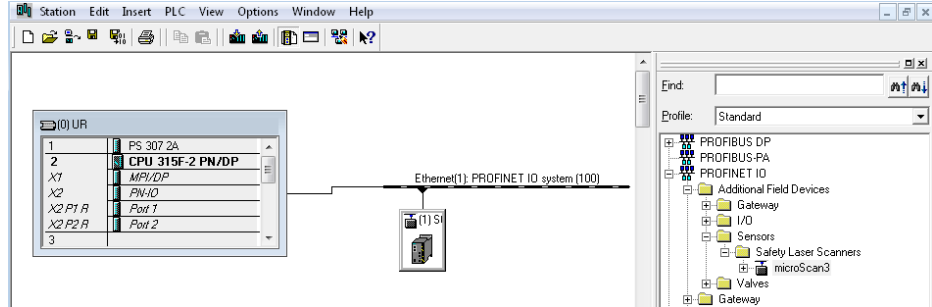 Station Edit Insert PLC View Options Window Help
Find:
Profile: Standard
(0) UR
1 PS 307 2A
2 CPU 315F-2 PN/DP
X1 MPI/DP
X2 PN-IO
X2 P1 R Port 1
X2 P2 R Port 2
3
Ethernet(1): PROFINET IO system (100)
(1) SI
PROFIBUS DP
PROFIBUS-PA
PROFINET IO
Additional Field Devices
Gateway
I/O
Sensors
Safety Laser Scanners
microScan3
Valves
Gateway